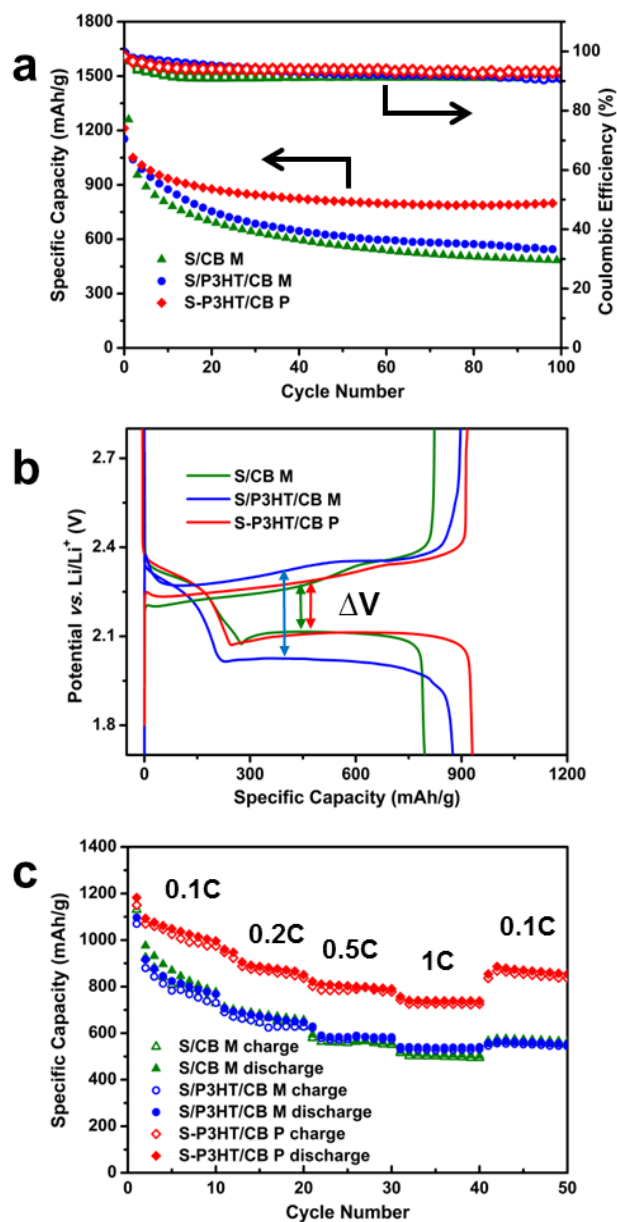 a
Specific Capacity (mAh/g)
1800
1500
1200
900
600
300
0
100
80
60
40
20
0
Coulombic Efficiency (%)
S/CB M
S/P3HT/CB M
S-P3HT/CB P
0 20 40 60 80 100
Cycle Number
b
Potential vs. Li/Li⁺ (V)
2.7
2.4
2.1
1.8
S/CB M
S/P3HT/CB M
S-P3HT/CB P
ΔV
0 300 600 900 1200
Specific Capacity (mAh/g)
c
Specific Capacity (mAh/g)
1400
1200
1000
800
600
400
200
0
0.1C
0.2C
0.5C
1C
0.1C
S/CB M charge
S/CB M discharge
S/P3HT/CB M charge
S/P3HT/CB M discharge
S-P3HT/CB P charge
S-P3HT/CB P discharge
0 10 20 30 40 50
Cycle Number